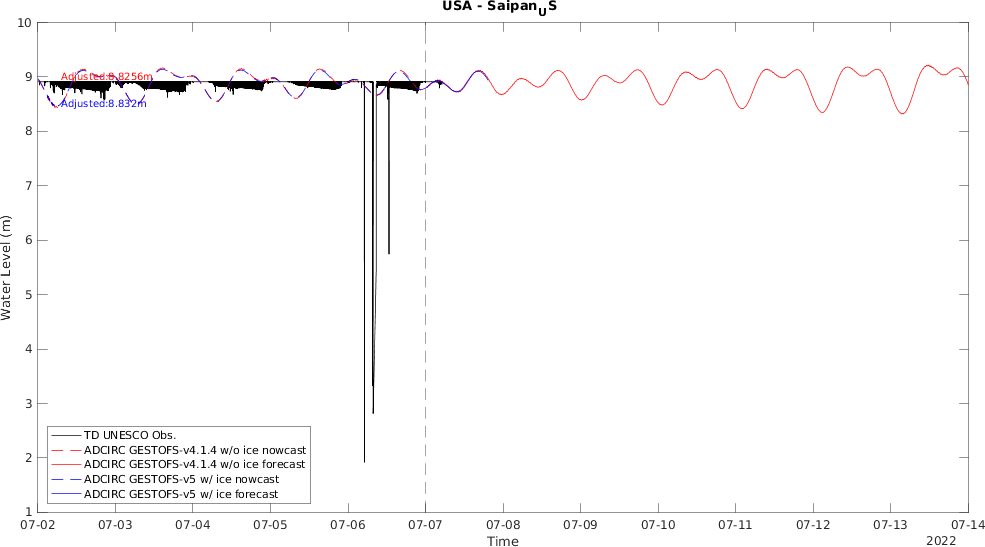 USA - SaipanUS
10
9
8
7
6
5
4
3
2
1
Water Level (m)
Adjusted:8.8256m
Adjusted:8.832m
TD UNESCO Obs.
ADCIRC GESTOFS-v4.1.4 w/o ice nowcast
ADCIRC GESTOFS-v4.1.4 w/o ice forecast
ADCIRC GESTOFS-v5 w/ ice nowcast
ADCIRC GESTOFS-v5 w/ ice forecast
07-02 07-03 07-04 07-05 07-06 07-07 07-08 07-09 07-10 07-11 07-12 07-13 07-14
Time
2022